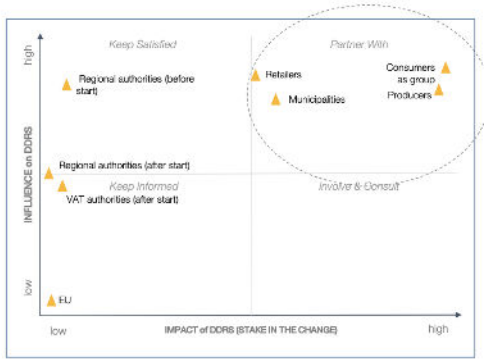 Keep Satisfied
Partner With
high
Regional authorities (before
start)
Retailers
Municipalities
Consumers
as group
Producers
INFLUENCE on DDRS
Regional authorities (after start)
Keep Informed
Involve & Consult
VAT authorities (after start)
low
EU
low
IMPACT of DDRS (STAKE IN THE CHANGE)
high